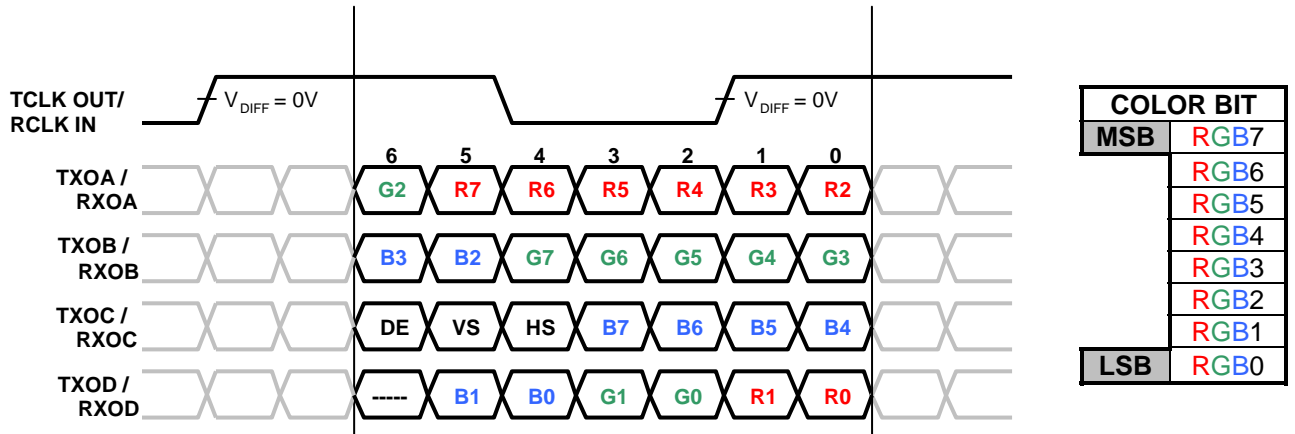 TCLK OUT/
RCLK IN
V DIFF = 0V
V DIFF = 0V
6 5 4 3 2 1 0
TXOA /
RXOA
G2 R7 R6 R5 R4 R3 R2
TXOB /
RXOB
B3 B2 G7 G6 G5 G4 G3
TXOC /
RXOC
DE VS HS B7 B6 B5 B4
TXOD /
RXOD
----- B1 B0 G1 G0 R1 R0
COLOR BIT
MSB RGB7
RGB6
RGB5
RGB4
RGB3
RGB2
RGB1
LSB RGB0